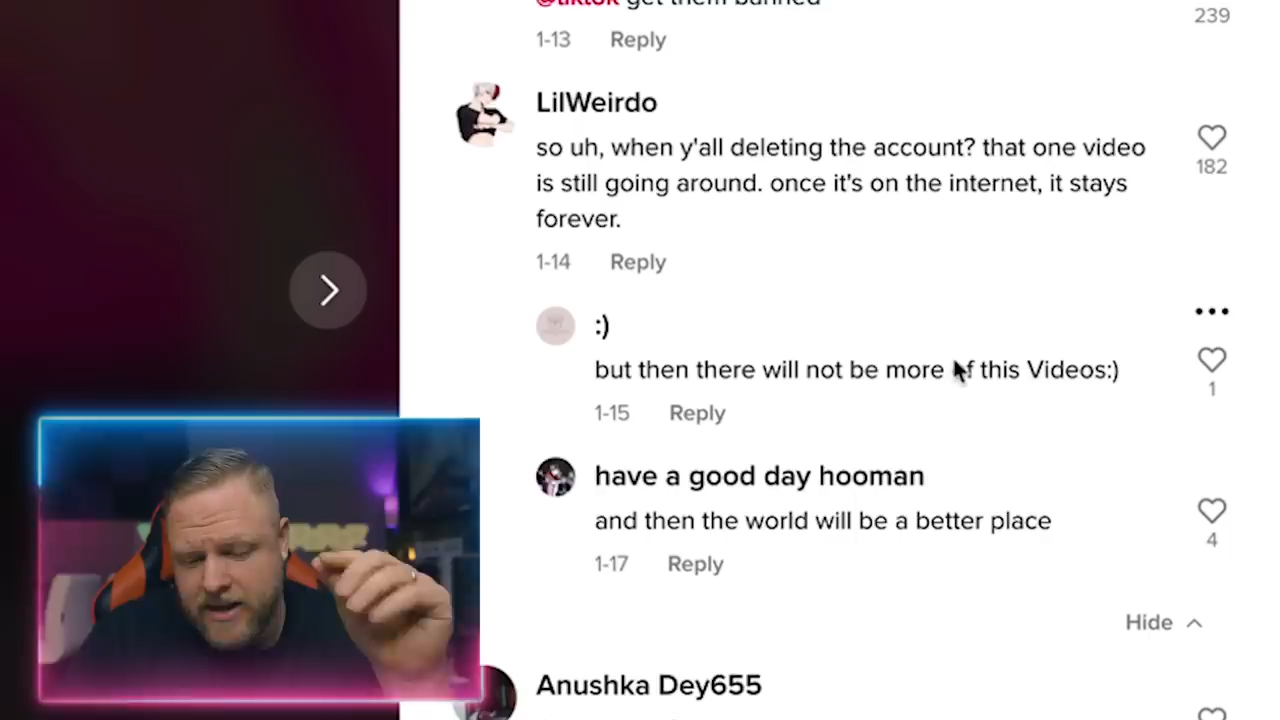 @tiktok get them banned
239
1-13 Reply
LilWeirdo
so uh, when y'all deleting the account? that one video
is still going around. once it's on the internet, it stays
forever.
182
1-14 Reply
:)
but then there will not be more of this Videos:)
1
1-15 Reply
have a good day hooman
and then the world will be a better place
4
1-17 Reply
Hide
Anushka Dey655